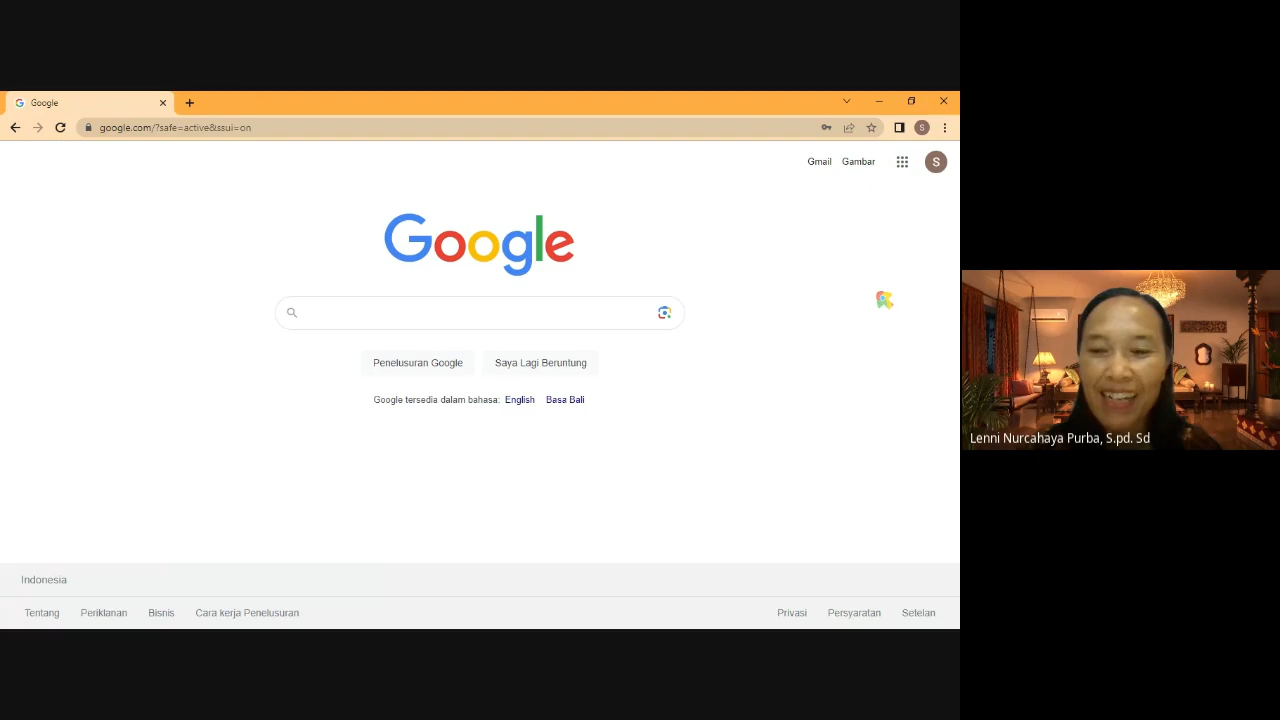 Google
google.com/?safe=active&ssui=on
S
Gmail Gambar S
Google
Penelusuran Google Saya Lagi Beruntung
Google tersedia dalam bahasa: English Basa Bali
Lenni Nurcahaya Purba, S.pd. Sd
Indonesia
Tentang Periklanan Bisnis Cara kerja Penelusuran Privasi Persyaratan Setelan